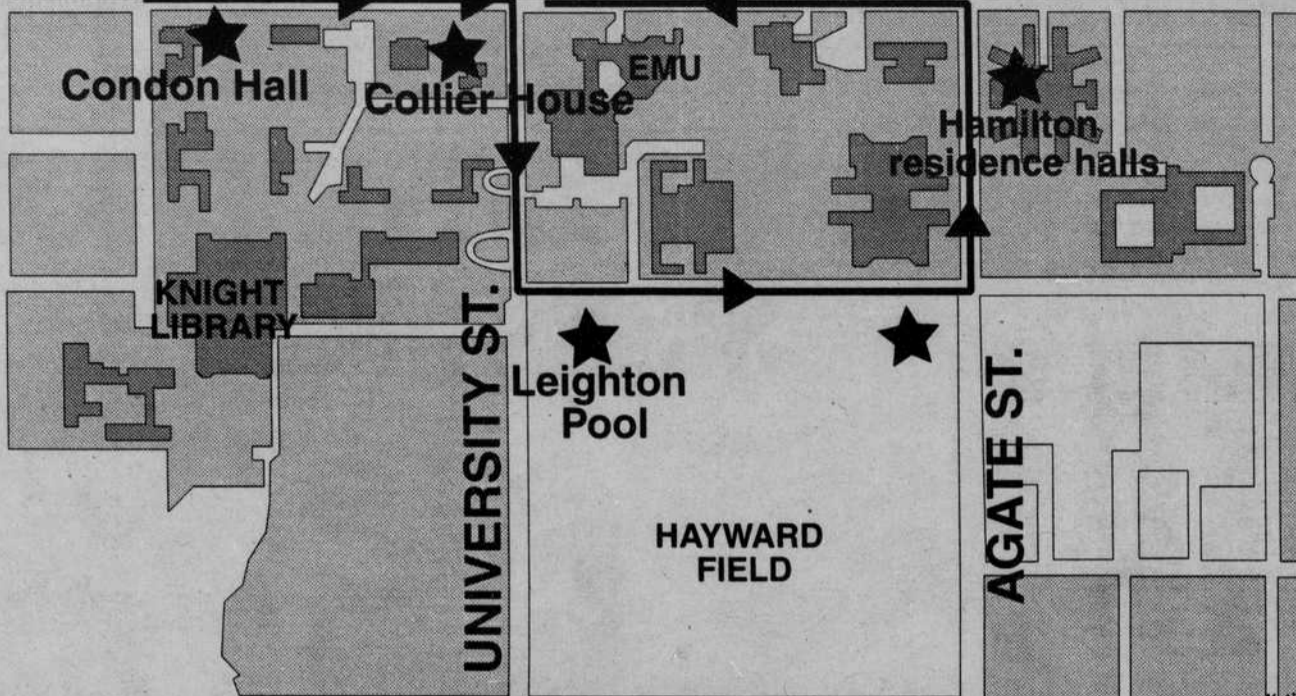 Condon Hall
Collier House
EMU
Hamilton
residence halls
KNIGHT
LIBRARY
UNIVERSITY ST.
Leighton
Pool
AGATE ST.
HAYWARD
FIELD